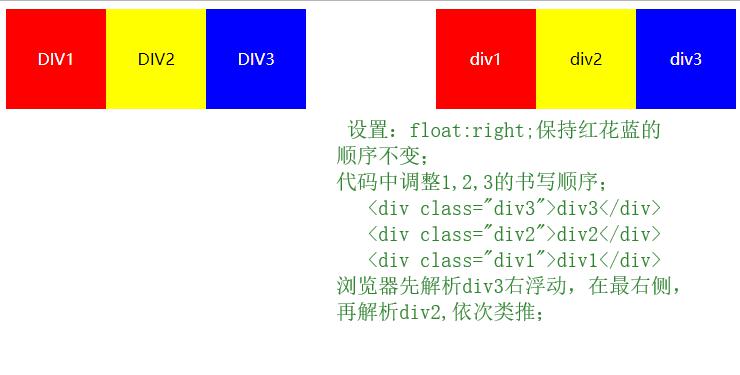 DIV1 DIV2 DIV3 div1 div2 div3
设置：float:right;保持红花蓝的
顺序不变；
代码中调整1,2,3的书写顺序；
<div class="div3">div3</div>
<div class="div2">div2</div>
<div class="div1">div1</div>
浏览器先解析div3右浮动，在最右侧，
再解析div2,依次类推；